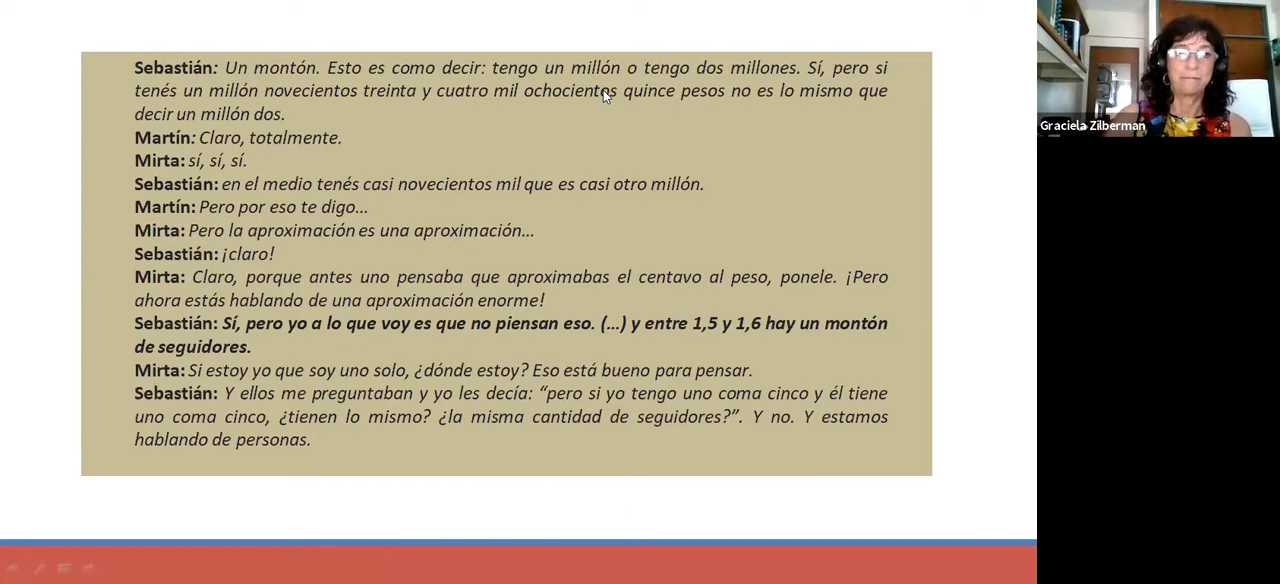 Sebastián: Un montón. Esto es como decir: tengo un millón o tengo dos millones. Sí, pero si
tenés un millón novecientos treinta y cuatro mil ochocientos quince pesos no es lo mismo que
decir un millón dos.
Martín: Claro, totalmente.
Mirta: sí, sí, sí.
Sebastián: en el medio tenés casi novecientos mil que es casi otro millón.
Martín: Pero por eso te digo...
Mirta: Pero la aproximación es una aproximación...
Sebastián: ¡claro!
Mirta: Claro, porque antes uno pensaba que aproximabas el centavo al peso, ponele. ¡Pero
ahora estás hablando de una aproximación enorme!
Sebastián: Sí, pero yo a lo que voy es que no piensan eso. (...) y entre 1,5 y 1,6 hay un montón
de seguidores.
Mirta: Si estoy yo que soy uno solo, ¿dónde estoy? Eso está bueno para pensar.
Sebastián: Y ellos me preguntaban y yo les decía: “pero si yo tengo uno coma cinco y él tiene
uno coma cinco, ¿tienen lo mismo? ¿la misma cantidad de seguidores?”. Y no. Y estamos
hablando de personas.
Graciela Zilberman